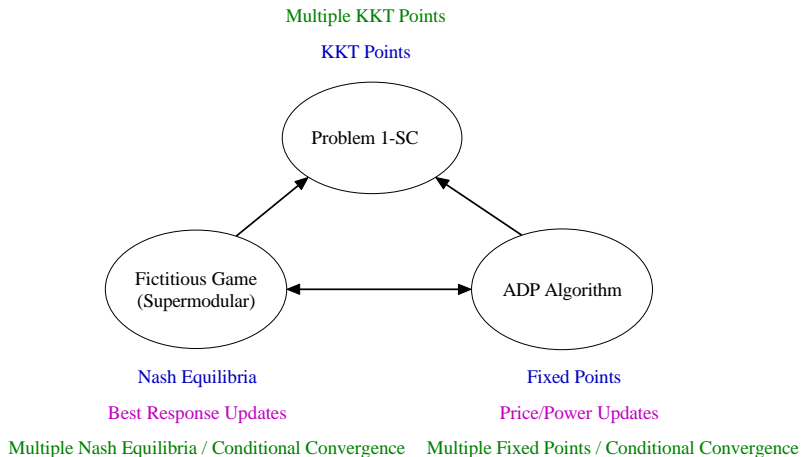 Multiple KKT Points
KKT Points
Problem 1-SC
Fictitious Game
(Supermodular)
ADP Algorithm
Nash Equilibria
Fixed Points
Best Response Updates
Price/Power Updates
Multiple Nash Equilibria / Conditional Convergence
Multiple Fixed Points / Conditional Convergence